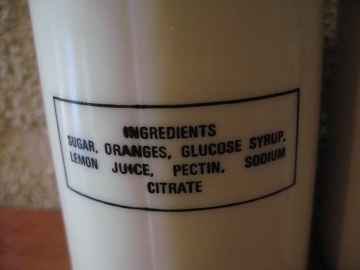 INGREDIENTS
SUGAR, ORANGES, GLUCOSE SYRUP,
LEMON JUICE, PECTIN, SODIUM
CITRATE